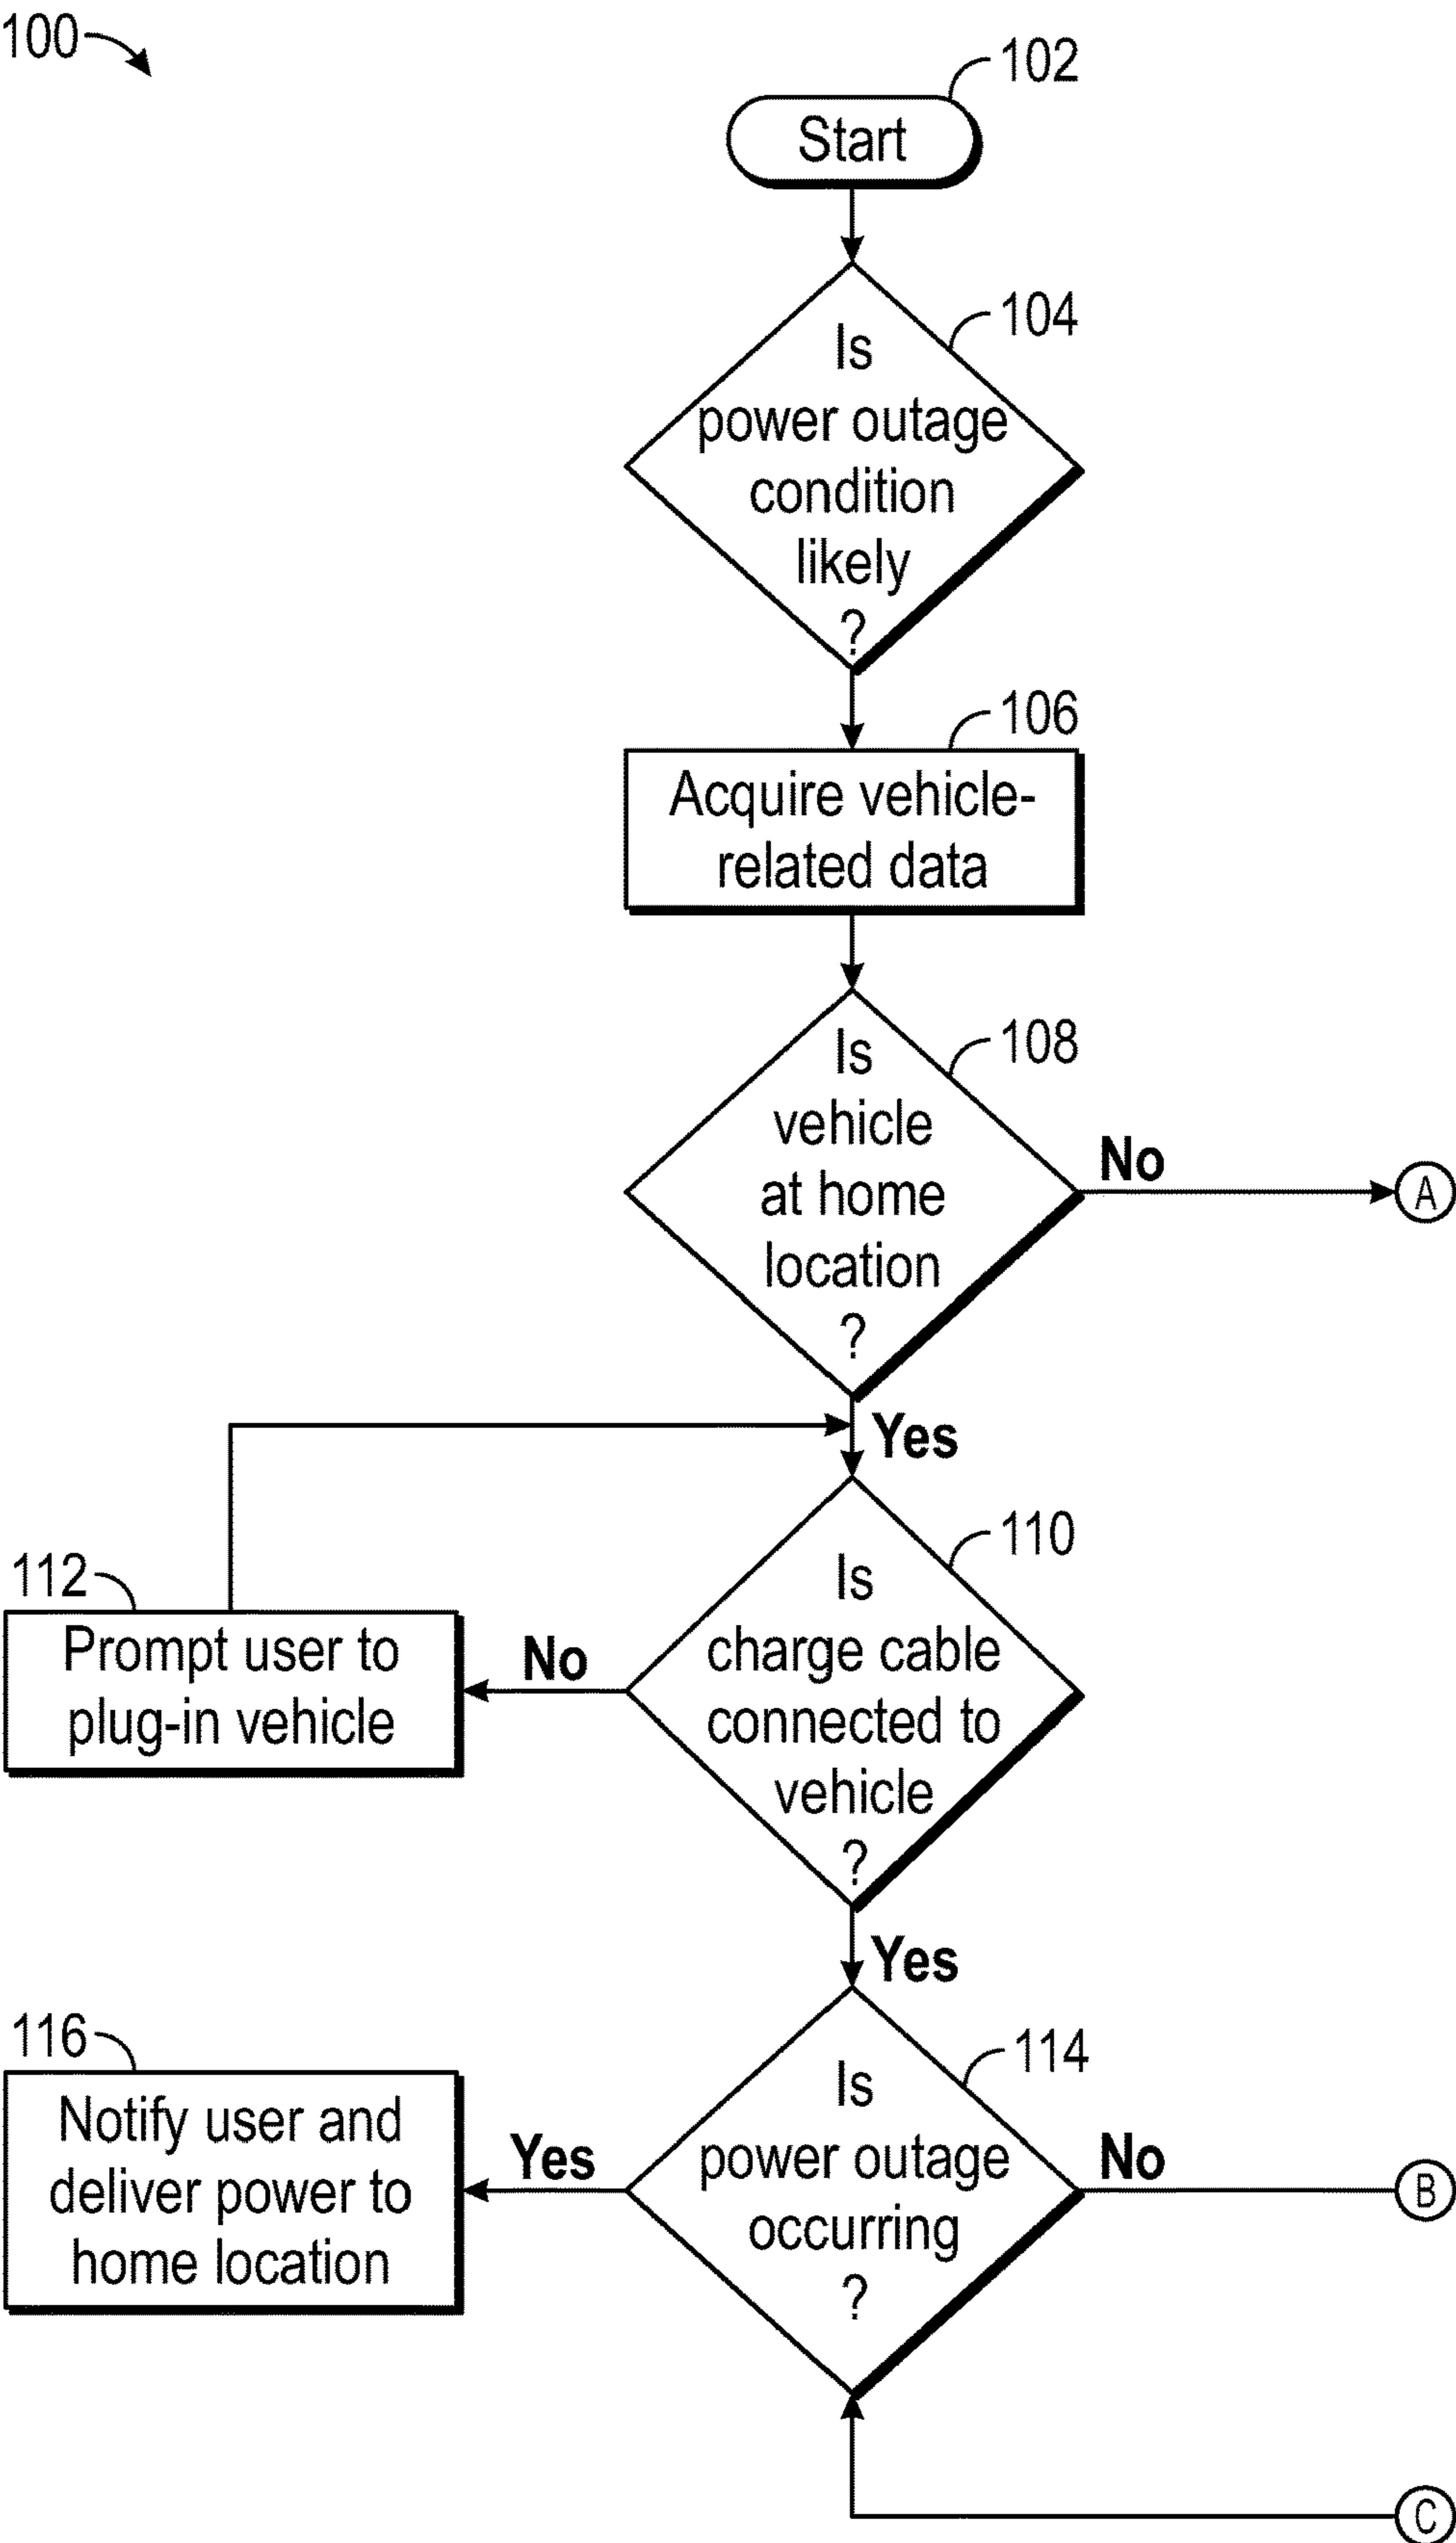 100
102
Start
104
Is
power outage
condition
likely
?
106
Acquire vehicle-
related data
108
Is
vehicle
at home
location
?
No
A
Yes
110
Is
charge cable
connected to
vehicle
?
No
112
Prompt user to
plug-in vehicle
Yes
114
Is
power outage
occurring
?
Yes
116
Notify user and
deliver power to
home location
No
B
C